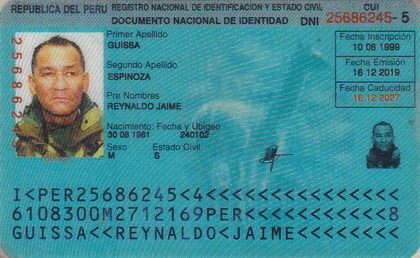 REPUBLICA DEL PERU REGISTRO NACIONAL DE IDENTIFICACION Y ESTADO CIVIL CUI
DOCUMENTO NACIONAL DE IDENTIDAD DNI 25686245-5
Primer Apellido
GUISSA
Segundo Apellido
ESPINOZA
Pre Nombres
REYNALDO JAIME
Nacimiento: Fecha y Ubigeo
30 08 1961 240102
Sexo Estado Civil
M S
Fecha Inscripción
10 08 1999
Fecha Emisión
16 12 2019
Fecha Caducidad
16 12 2027
I<PER25686245<4<<<<<<<<<<<<<<<
6108300M2712169PER<<<<<<<<<<<8
GUISSA<<REYNALDO<JAIME<<<<<<<<